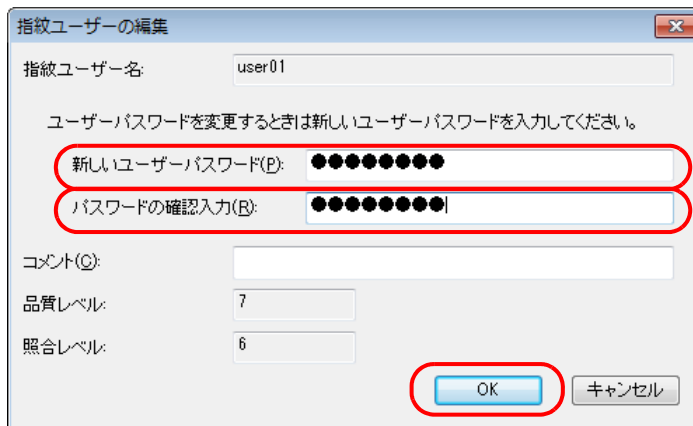 指紋ユーザーの編集
指紋ユーザー名: user01
ユーザーパスワードを変更するときは新しいユーザーパスワードを入力してください。
新しいユーザーパスワード(P): ●●●●●●●●
パスワードの確認入力(R): ●●●●●●●●
コメント(C):
品質レベル: 7
照合レベル: 6
OK キャンセル